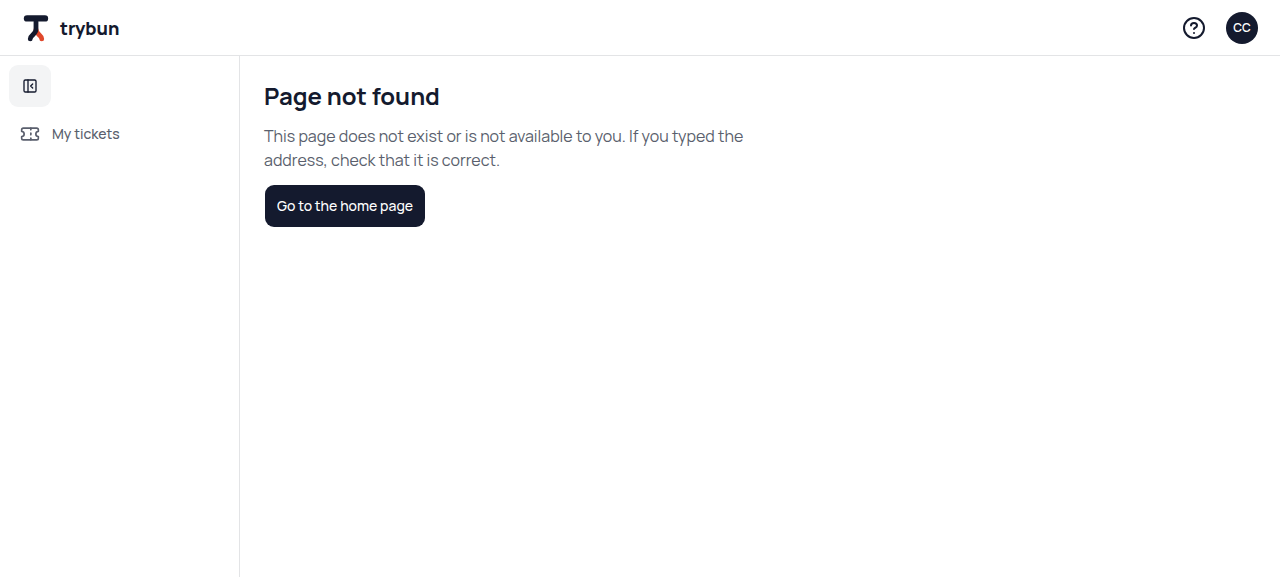 trybun
CC
My tickets
Page not found
This page does not exist or is not available to you. If you typed the
address, check that it is correct.
Go to the home page